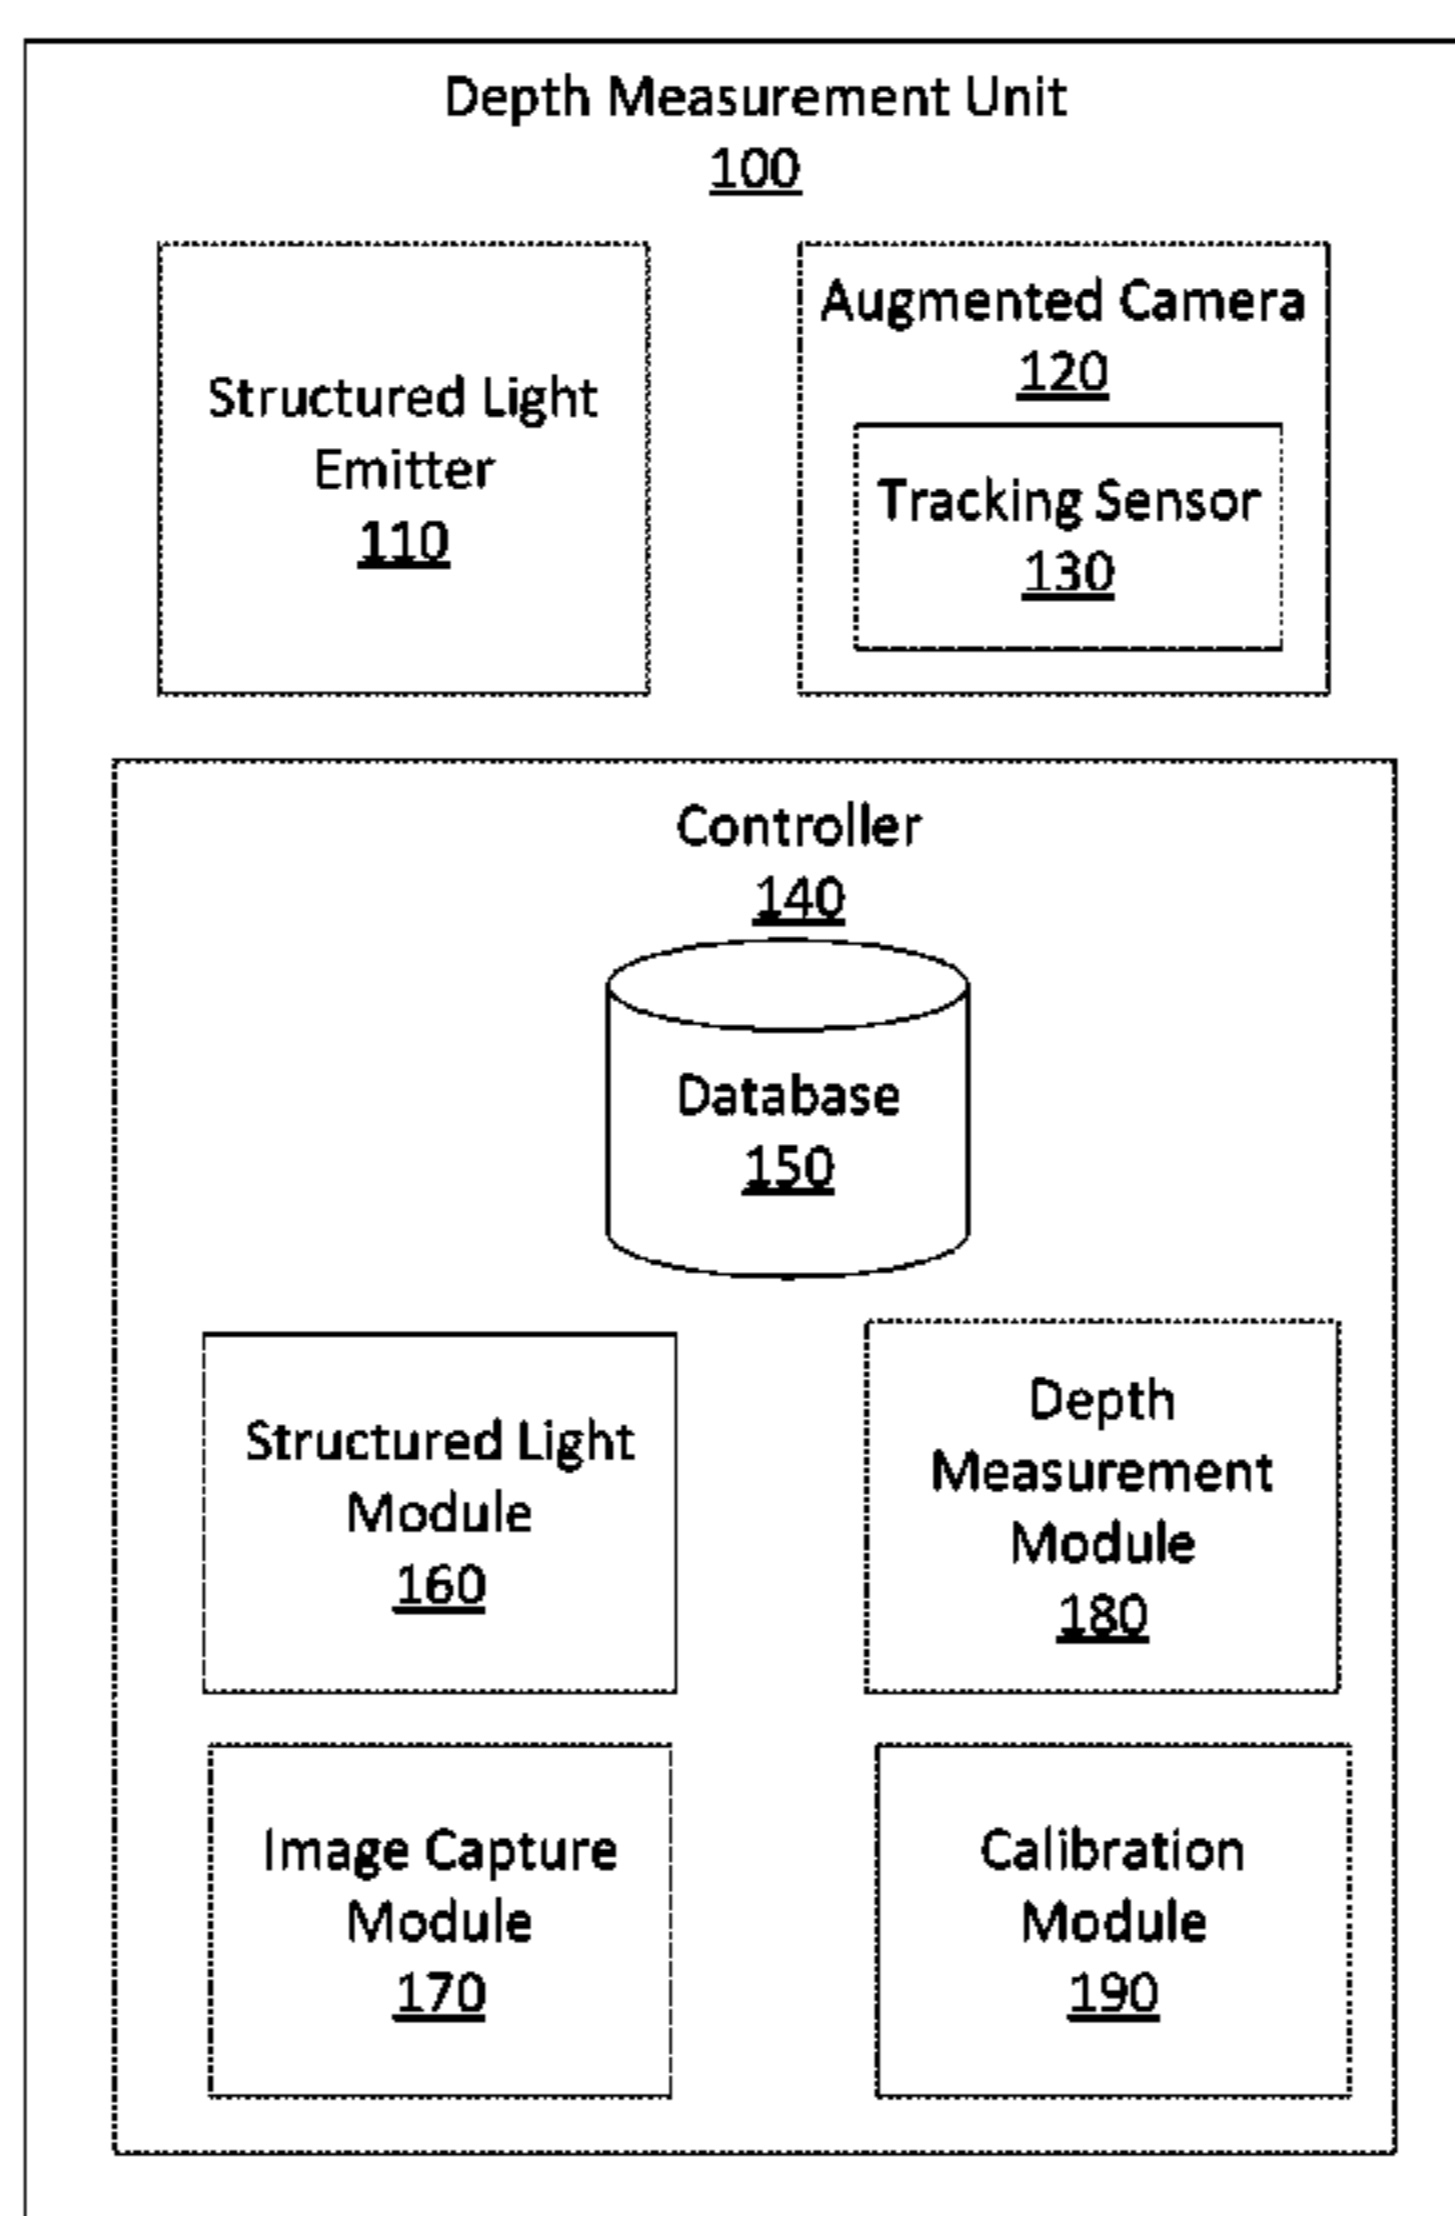 Depth Measurement Unit
100
Structured Light
Emitter
110
Augmented Camera
120
Tracking Sensor
130
Controller
140
Database
150
Structured Light
Module
160
Depth
Measurement
Module
180
Image Capture
Module
170
Calibration
Module
190